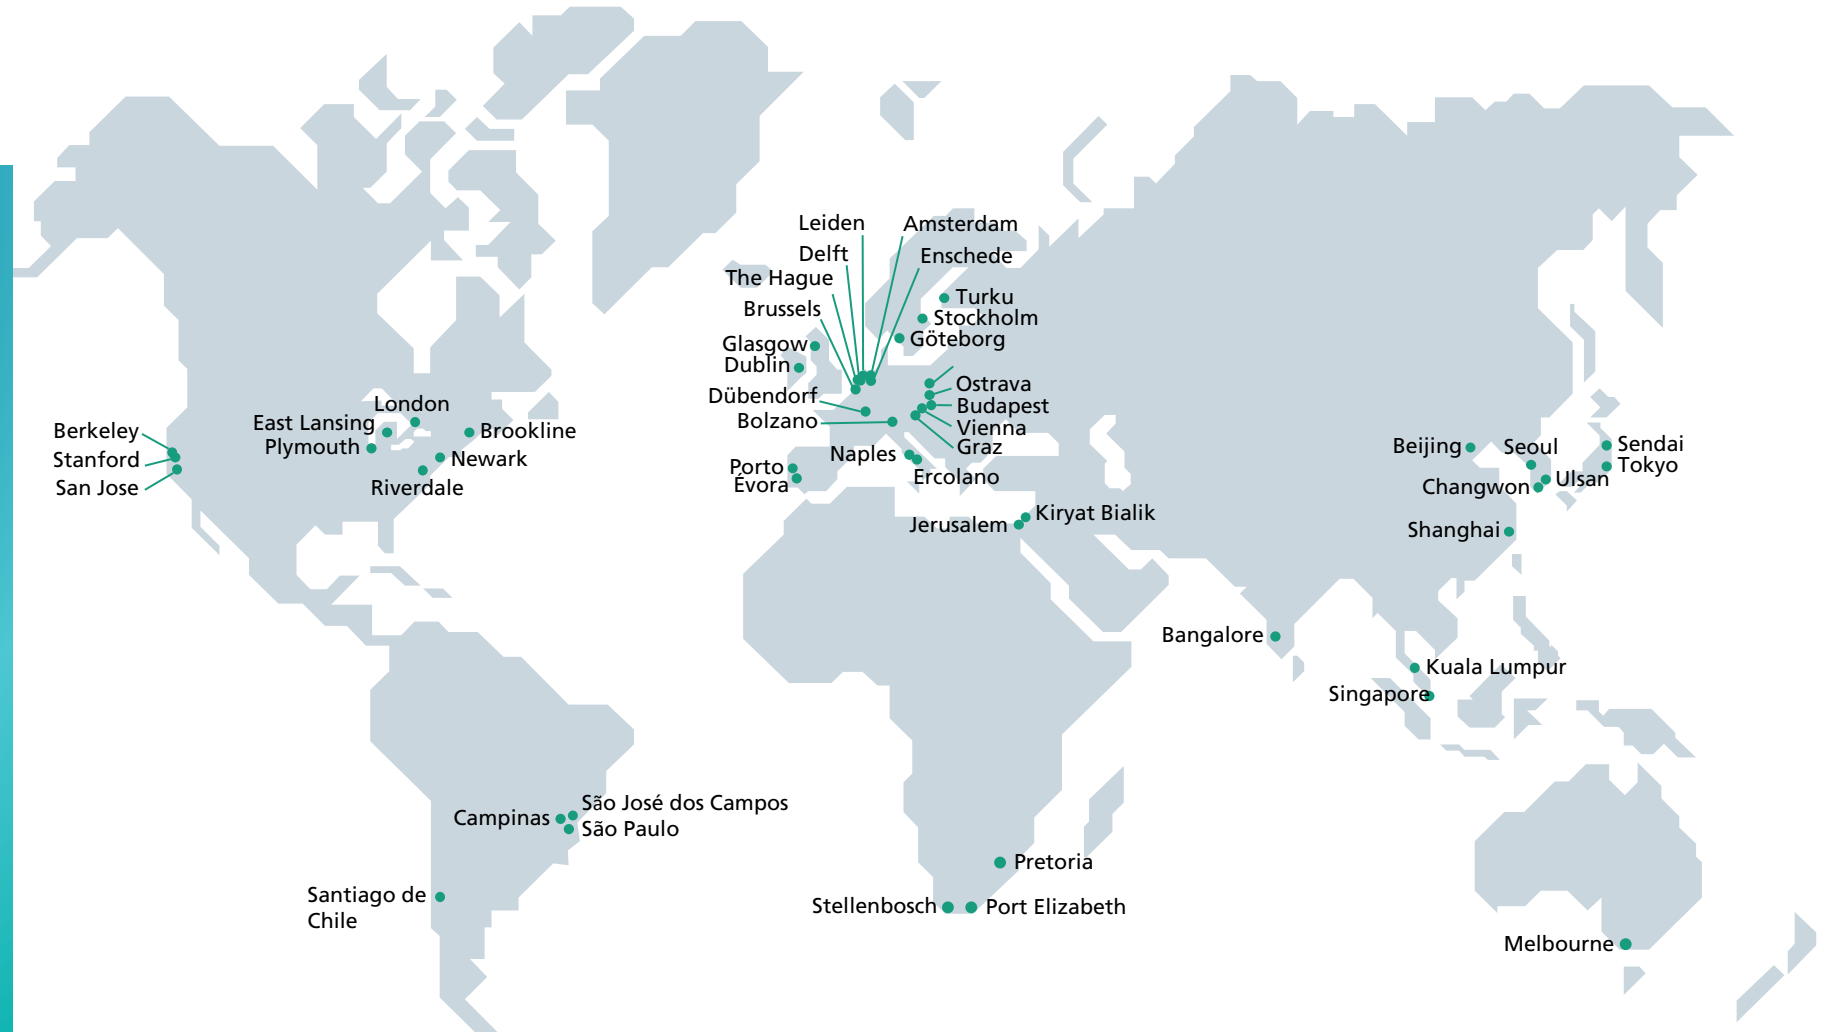 Leiden
Amsterdam
Delft
Enschede
The Hague
Brussels
Turku
Stockholm
Göteborg
Glasgow
Dublin
Dübendorf
Bolzano
Ostrava
Budapest
Vienna
Graz
Naples
Ercolano
Porto
Évora
London
East Lansing
Plymouth
Brookline
Newark
Riverdale
Berkeley
Stanford
San Jose
Jerusalem
Kiryat Bialik
Beijing
Seoul
Sendai
Tokyo
Changwon
Ulsan
Shanghai
Bangalore
Kuala Lumpur
Singapore
São José dos Campos
Campinas
São Paulo
Santiago de
Chile
Pretoria
Stellenbosch
Port Elizabeth
Melbourne